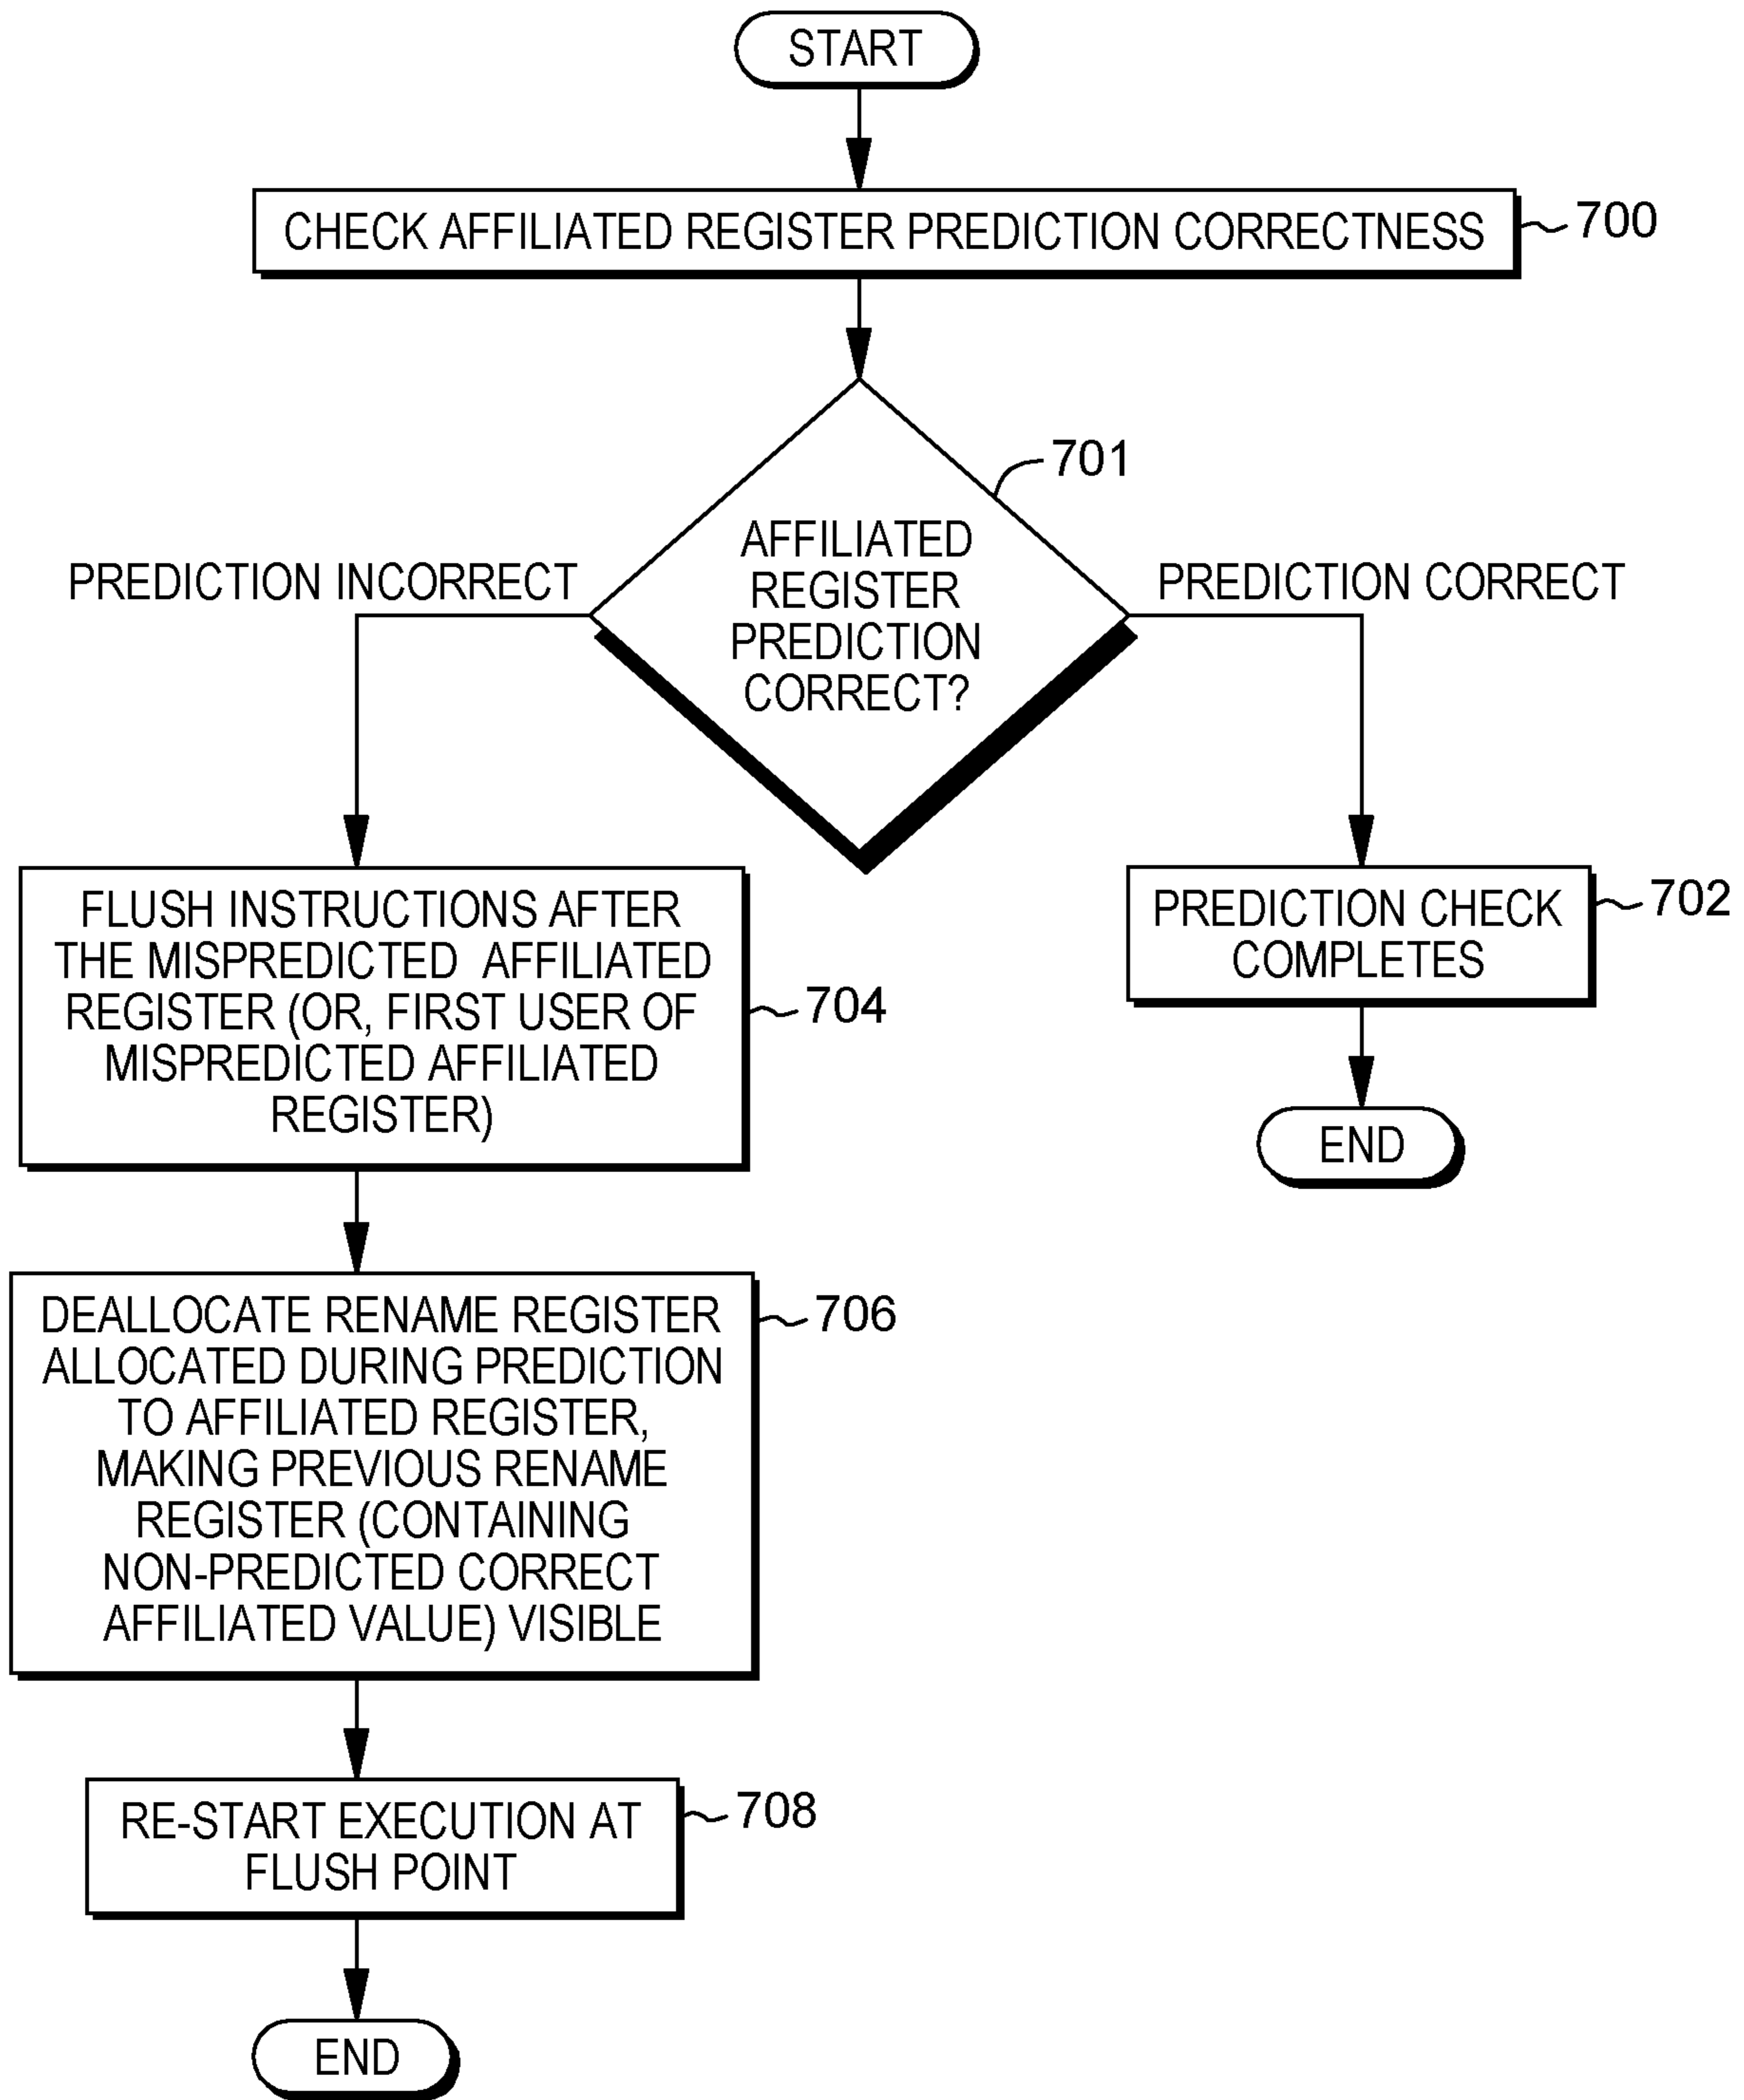 START
CHECK AFFILIATED REGISTER PREDICTION CORRECTNESS
700
701
AFFILIATED
REGISTER
PREDICTION
CORRECT?
PREDICTION INCORRECT
PREDICTION CORRECT
FLUSH INSTRUCTIONS AFTER
THE MISPREDICTED AFFILIATED
REGISTER (OR, FIRST USER OF
MISPREDICTED AFFILIATED
REGISTER)
704
PREDICTION CHECK
COMPLETES
702
END
DEALLOCATE RENAME REGISTER
ALLOCATED DURING PREDICTION
TO AFFILIATED REGISTER,
MAKING PREVIOUS RENAME
REGISTER (CONTAINING
NON-PREDICTED CORRECT
AFFILIATED VALUE) VISIBLE
706
RE-START EXECUTION AT
FLUSH POINT
708
END